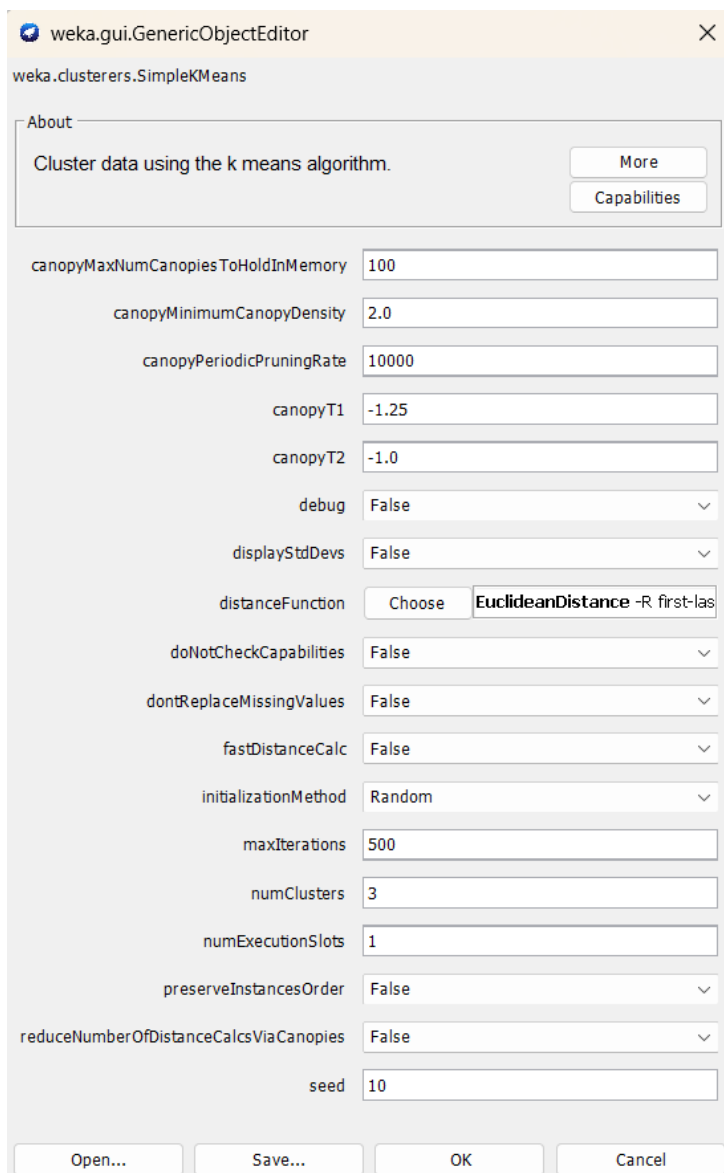 weka.gui.GenericObjectEditor
weka.clusterers.SimpleKMeans
About
Cluster data using the k means algorithm.
More
Capabilities
canopyMaxNumCanopiesToHoldInMemory 100
canopyMinimumCanopyDensity 2.0
canopyPeriodicPruningRate 10000
canopyT1 -1.25
canopyT2 -1.0
debug False
displayStdDevs False
distanceFunction Choose EuclideanDistance -R first-las
doNotCheckCapabilities False
dontReplaceMissingValues False
fastDistanceCalc False
initializationMethod Random
maxIterations 500
numClusters 3
numExecutionSlots 1
preserveInstancesOrder False
reduceNumberOfDistanceCalcsViaCanopies False
seed 10
Open... Save... OK Cancel